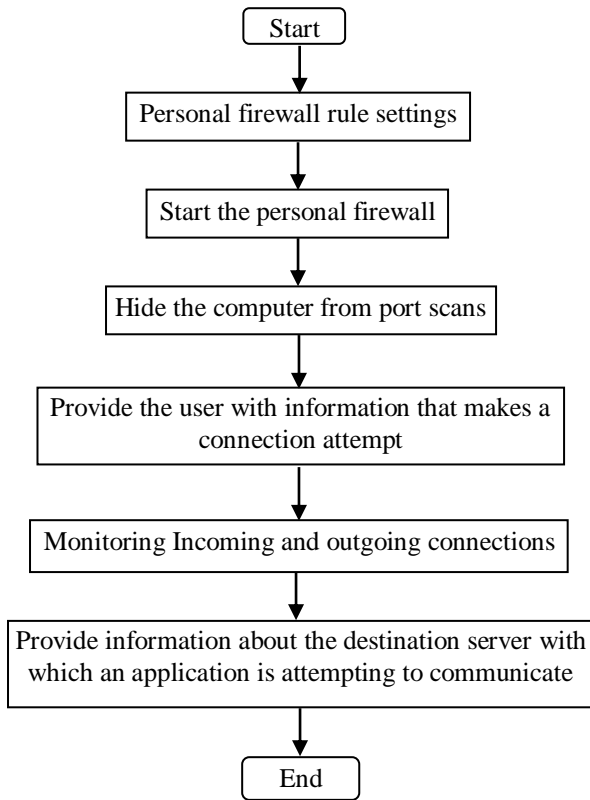 Start
Personal firewall rule settings
Start the personal firewall
Hide the computer from port scans
Provide the user with information that makes a
connection attempt
Monitoring Incoming and outgoing connections
Provide information about the destination server with
which an application is attempting to communicate
End